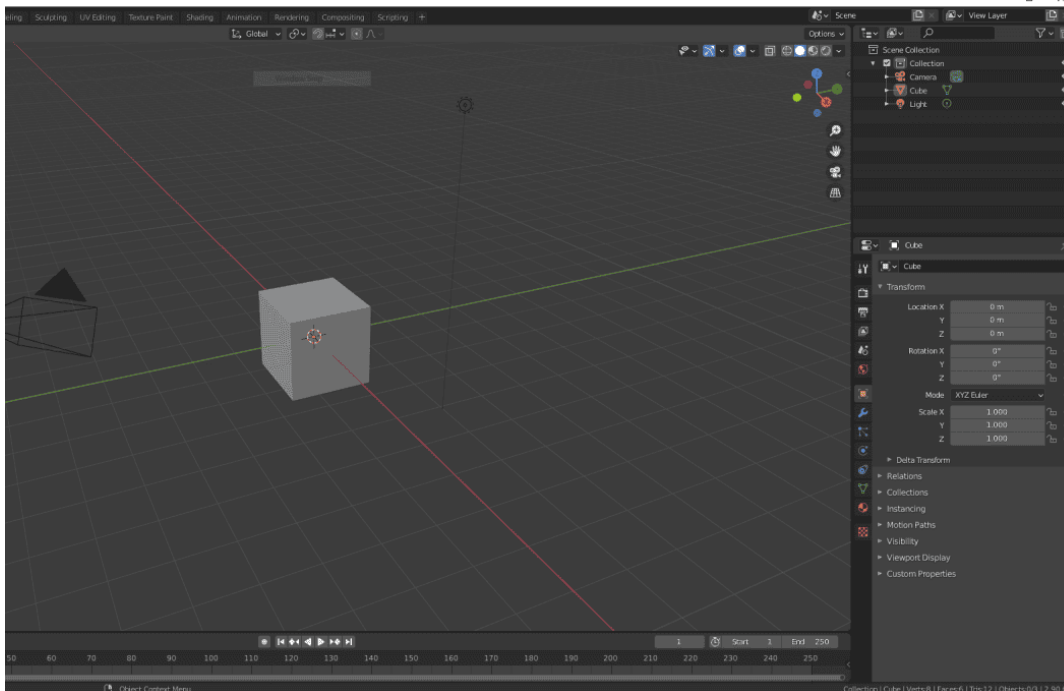 eling Sculpting UV Editing Texture Paint Shading Animation Rendering Compositing Scripting +
Scene
View Layer
Global
Options
Window Snip
Scene Collection
Collection
Camera
Cube
Light
Cube
Cube
Transform
Location X 0 m
Y 0 m
Z 0 m
Rotation X 0°
Y 0°
Z 0°
Mode XYZ Euler
Scale X 1.000
Y 1.000
Z 1.000
Delta Transform
Relations
Collections
Instancing
Motion Paths
Visibility
Viewport Display
Custom Properties
1 Start 1 End 250
50 60 70 80 90 100 110 120 130 140 150 160 170 180 190 200 210 220 230 240 250
Object Context Menu
Collection | Cube | Verts:8 | Faces:6 | Tris:12 | Objects:0/3 | 2.90